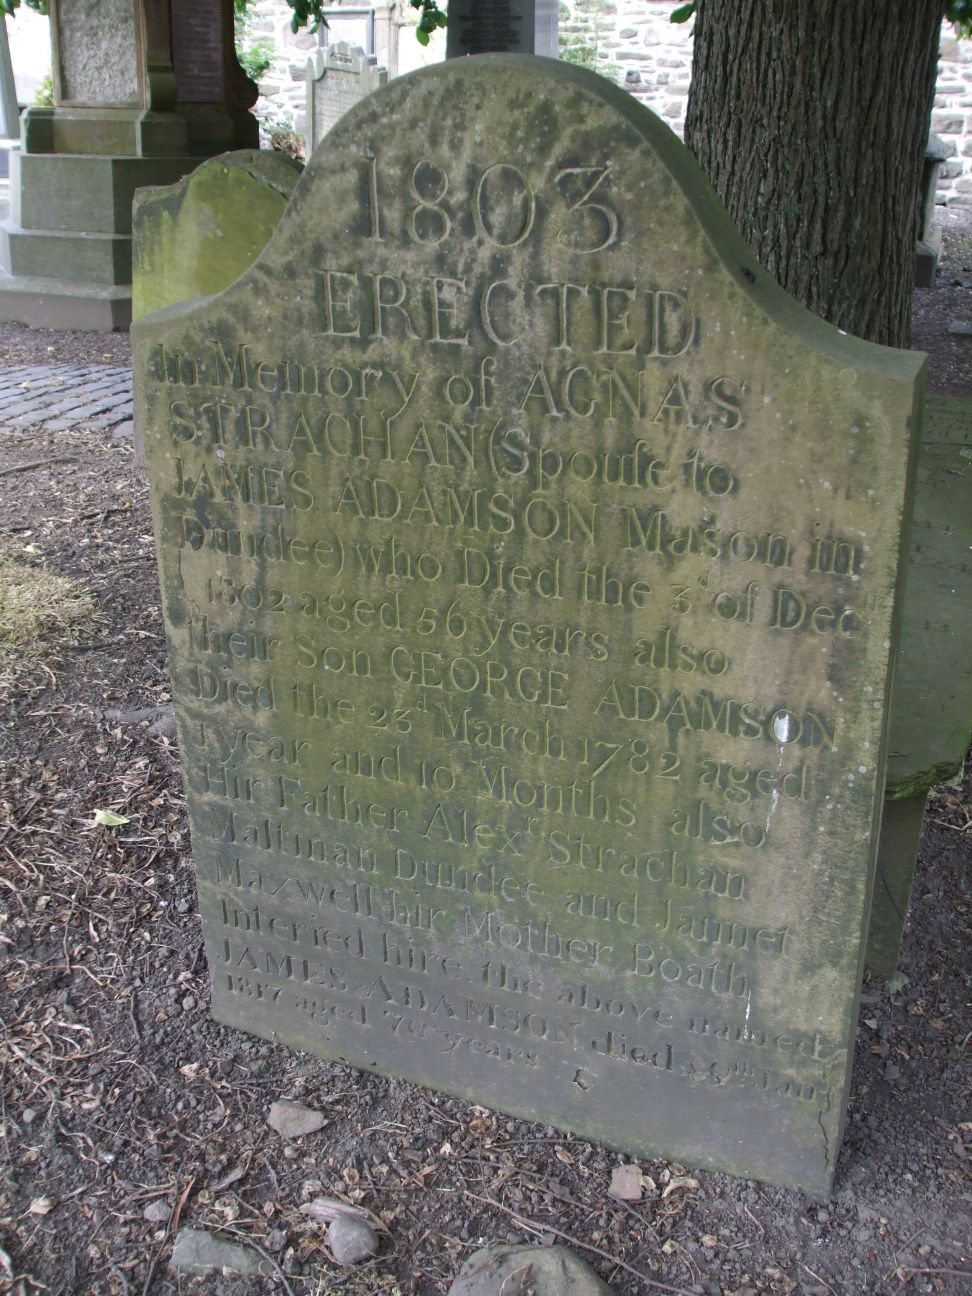 1803
ERECTED
In Memory of AGNAS
STRACHAN (Spouſe to
JAMES ADAMSON Mason in
Dundee) who Died the 3d of Dec
1802 aged 56 years also
their Son GEORGE ADAMSON
Died the 23d March 1782 aged
1 year and 10 Months also
Hir Father Alexr Strachan
Maltman Dundee and Jannet
Maxwell hir Mother Boath
Interred hire the above named
JAMES ADAMSON died Janr
1817 aged 70 years